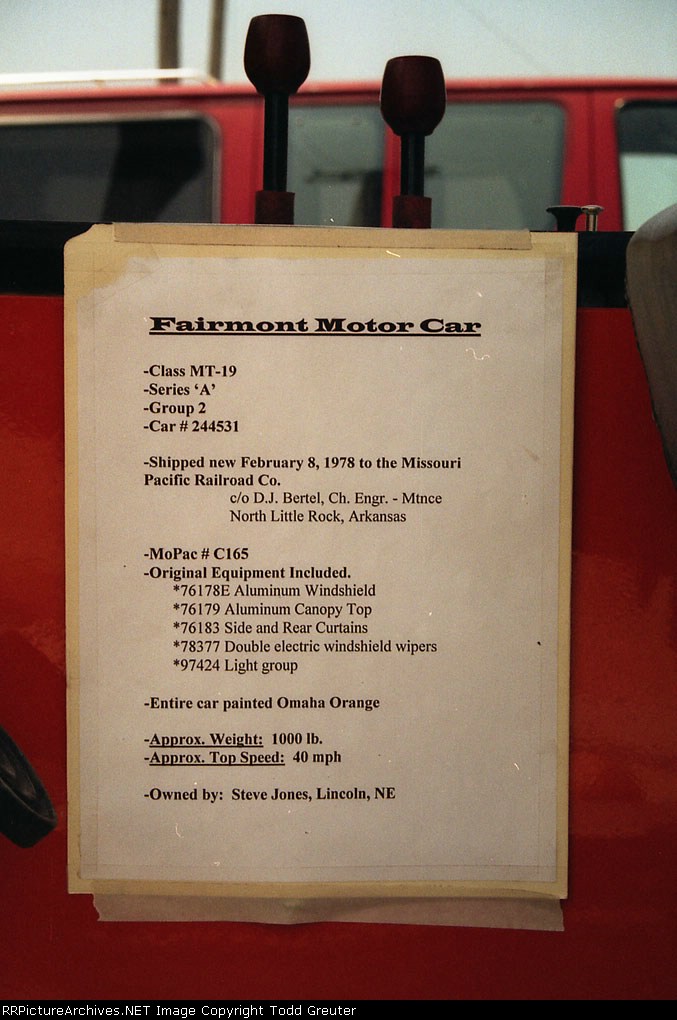 Fairmont Motor Car
-Class MT-19
-Series ‘A’
-Group 2
-Car # 244531
-Shipped new February 8, 1978 to the Missouri
Pacific Railroad Co.
c/o D.J. Bertel, Ch. Engr. - Mtnce
North Little Rock, Arkansas
-MoPac # C165
-Original Equipment Included.
*76178E Aluminum Windshield
*76179 Aluminum Canopy Top
*76183 Side and Rear Curtains
*78377 Double electric windshield wipers
*97424 Light group
-Entire car painted Omaha Orange
-Approx. Weight: 1000 lb.
-Approx. Top Speed: 40 mph
-Owned by: Steve Jones, Lincoln, NE
RRPictureArchives.NET Image Copyright Todd Greuter